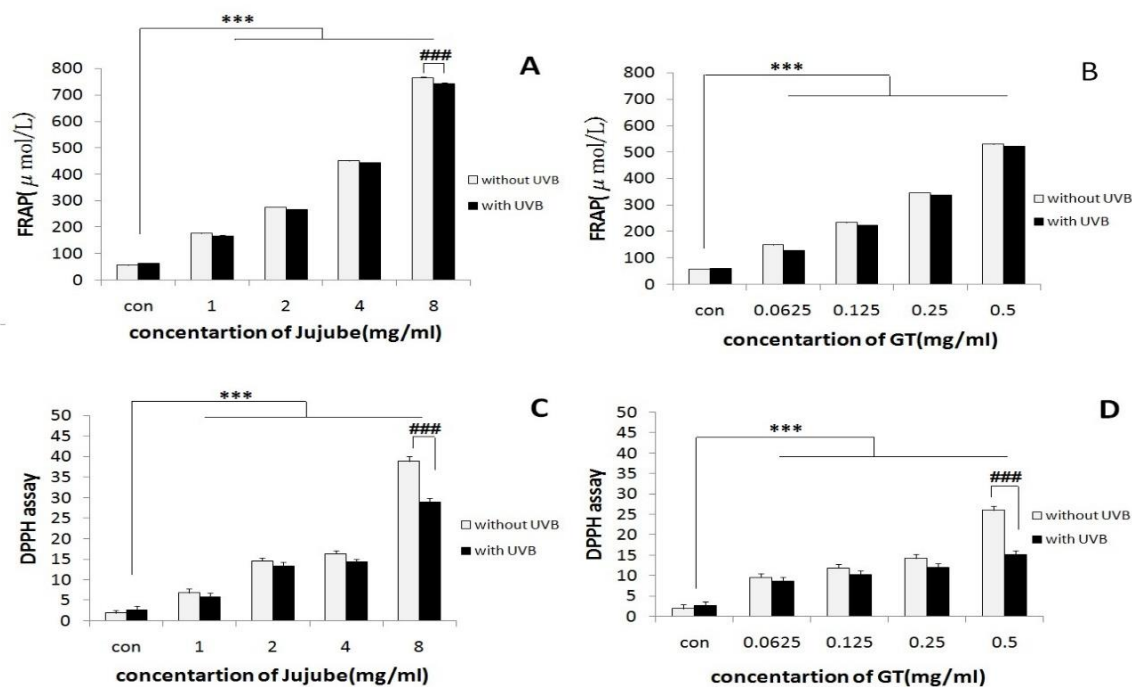 ***
###
A
FRAP( μ mol/L)
800
700
600
500
400
300
200
100
0
without UVB
with UVB
con 1 2 4 8
concentartion of Jujube(mg/ml)
***
B
FRAP( μ mol/L)
800
700
600
500
400
300
200
100
0
without UVB
with UVB
con 0.0625 0.125 0.25 0.5
concentartion of GT(mg/ml)
***
###
C
DPPH assay
50
45
40
35
30
25
20
15
10
5
0
without UVB
with UVB
con 1 2 4 8
concentartion of Jujube(mg/ml)
***
###
D
DPPH assay
50
45
40
35
30
25
20
15
10
5
0
without UVB
with UVB
con 0.0625 0.125 0.25 0.5
concentartion of GT(mg/ml)